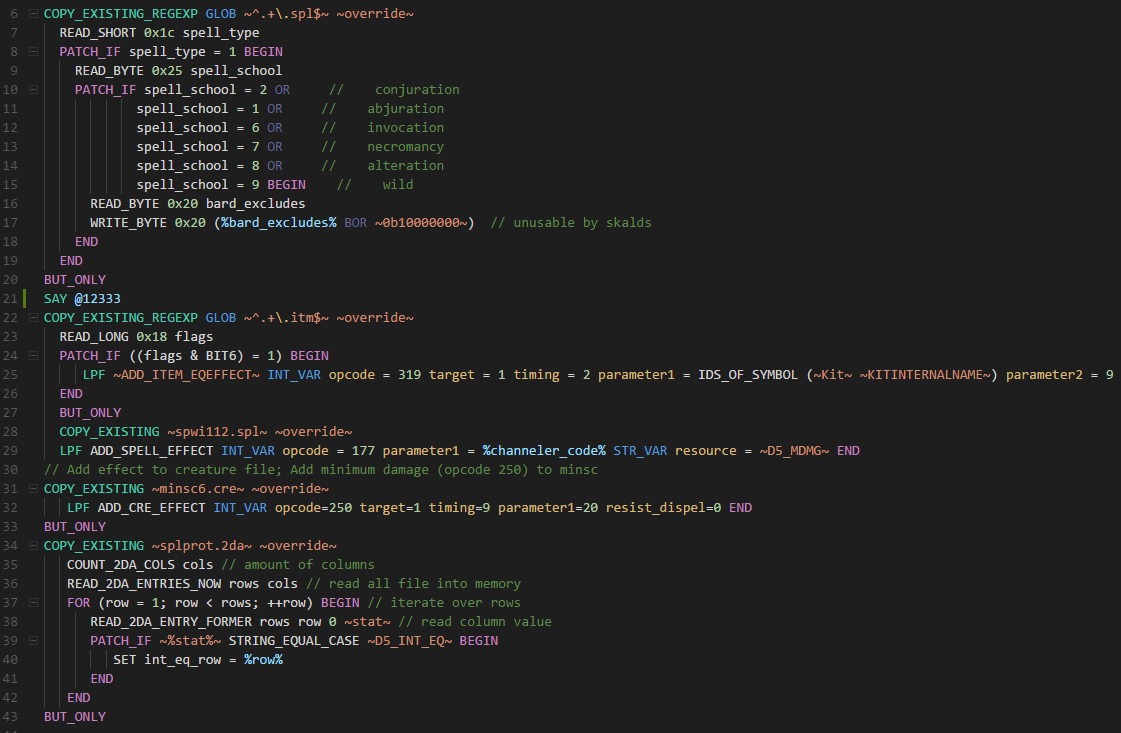 6 COPY_EXISTING_REGEXP GLOB ~^.+\.spl$~ ~override~
7 READ_SHORT 0x1c spell_type
8 PATCH_IF spell_type = 1 BEGIN
9 READ_BYTE 0x25 spell_school
10 PATCH_IF spell_school = 2 OR // conjuration
11 spell_school = 1 OR // abjuration
12 spell_school = 6 OR // invocation
13 spell_school = 7 OR // necromancy
14 spell_school = 8 OR // alteration
15 spell_school = 9 BEGIN // wild
16 READ_BYTE 0x20 bard_excludes
17 WRITE_BYTE 0x20 (%bard_excludes% BOR ~0b10000000~) // unusable by skalds
18 END
19 END
20 BUT_ONLY
21 SAY @12333
22 COPY_EXISTING_REGEXP GLOB ~^.+\.itm$~ ~override~
23 READ_LONG 0x18 flags
24 PATCH_IF ((flags & BIT6) = 1) BEGIN
25 LPF ~ADD_ITEM_EQEFFECT~ INT_VAR opcode = 319 target = 1 timing = 2 parameter1 = IDS_OF_SYMBOL (~Kit~ ~KITINTERNALNAME~) parameter2 = 9
26 END
27 BUT_ONLY
28 COPY_EXISTING ~spwi112.spl~ ~override~
29 LPF ADD_SPELL_EFFECT INT_VAR opcode = 177 parameter1 = %channeler_code% STR_VAR resource = ~D5_MDMG~ END
30 // Add effect to creature file; Add minimum damage (opcode 250) to minsc
31 COPY_EXISTING ~minsc6.cre~ ~override~
32 LPF ADD_CRE_EFFECT INT_VAR opcode=250 target=1 timing=9 parameter1=20 resist_dispel=0 END
33 BUT_ONLY
34 COPY_EXISTING ~splprot.2da~ ~override~
35 COUNT_2DA_COLS cols // amount of columns
36 READ_2DA_ENTRIES_NOW rows cols // read all file into memory
37 FOR (row = 1; row < rows; ++row) BEGIN // iterate over rows
38 READ_2DA_ENTRY_FORMER rows row 0 ~stat~ // read column value
39 PATCH_IF ~%stat%~ STRING_EQUAL_CASE ~D5_INT_EQ~ BEGIN
40 SET int_eq_row = %row%
41 END
42 END
43 BUT_ONLY